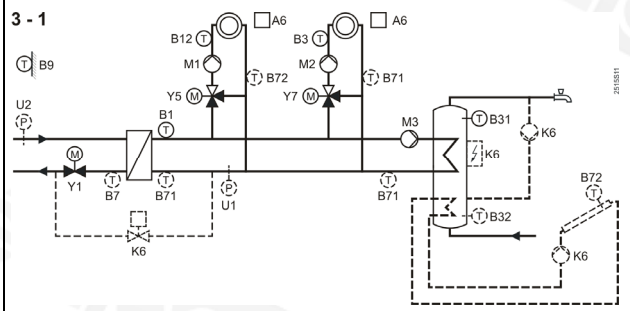 3 - 1
A6
A6
B12 T
B3 T
T B9
M1
M2
T B72
T B71
U2
P
Y5 M
Y7 M
B1
T
M3
T B31
K6
K6
M
Y1
T
B7
T
B71
P
U1
T
B71
T B32
B72
T
K6
K6
2515S11